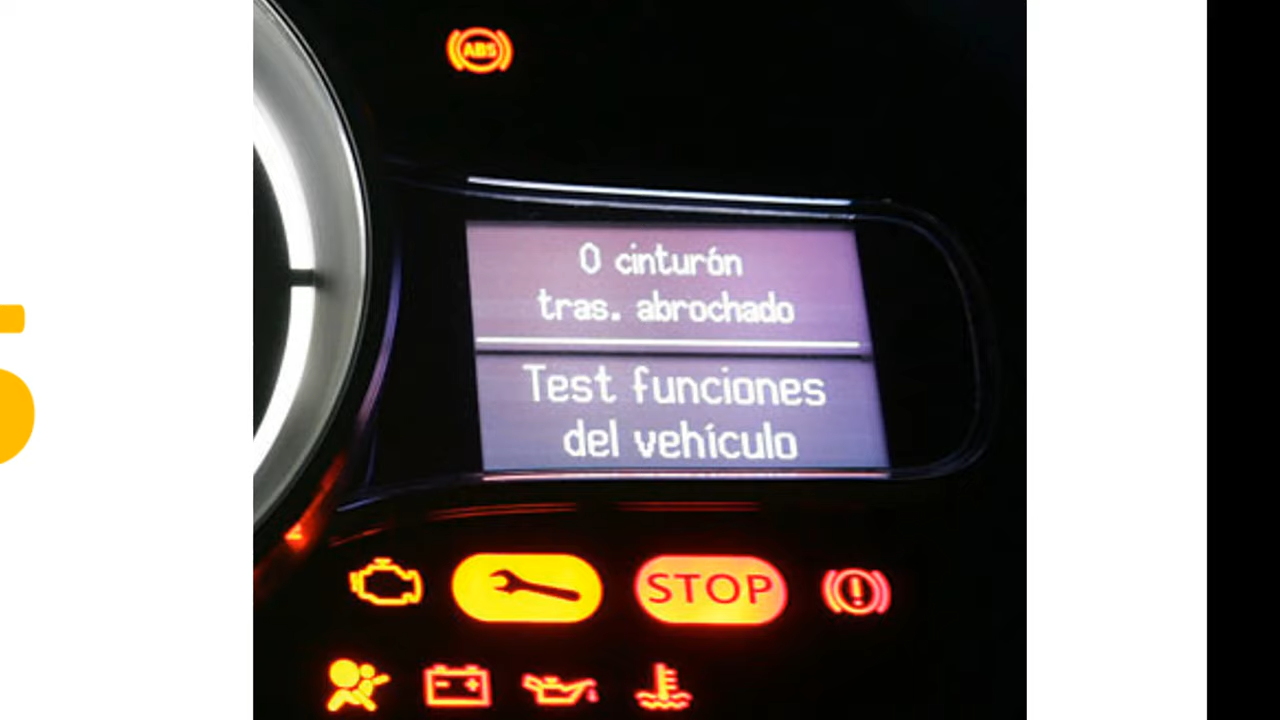 ABS
0 cinturón
tras. abrochado
Test funciones
del vehículo
STOP